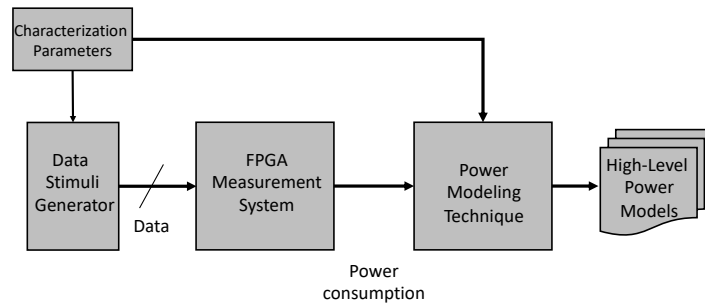 Characterization
Parameters
Data
Stimuli
Generator
Data
FPGA
Measurement
System
Power
consumption
Power
Modeling
Technique
High-Level
Power
Models